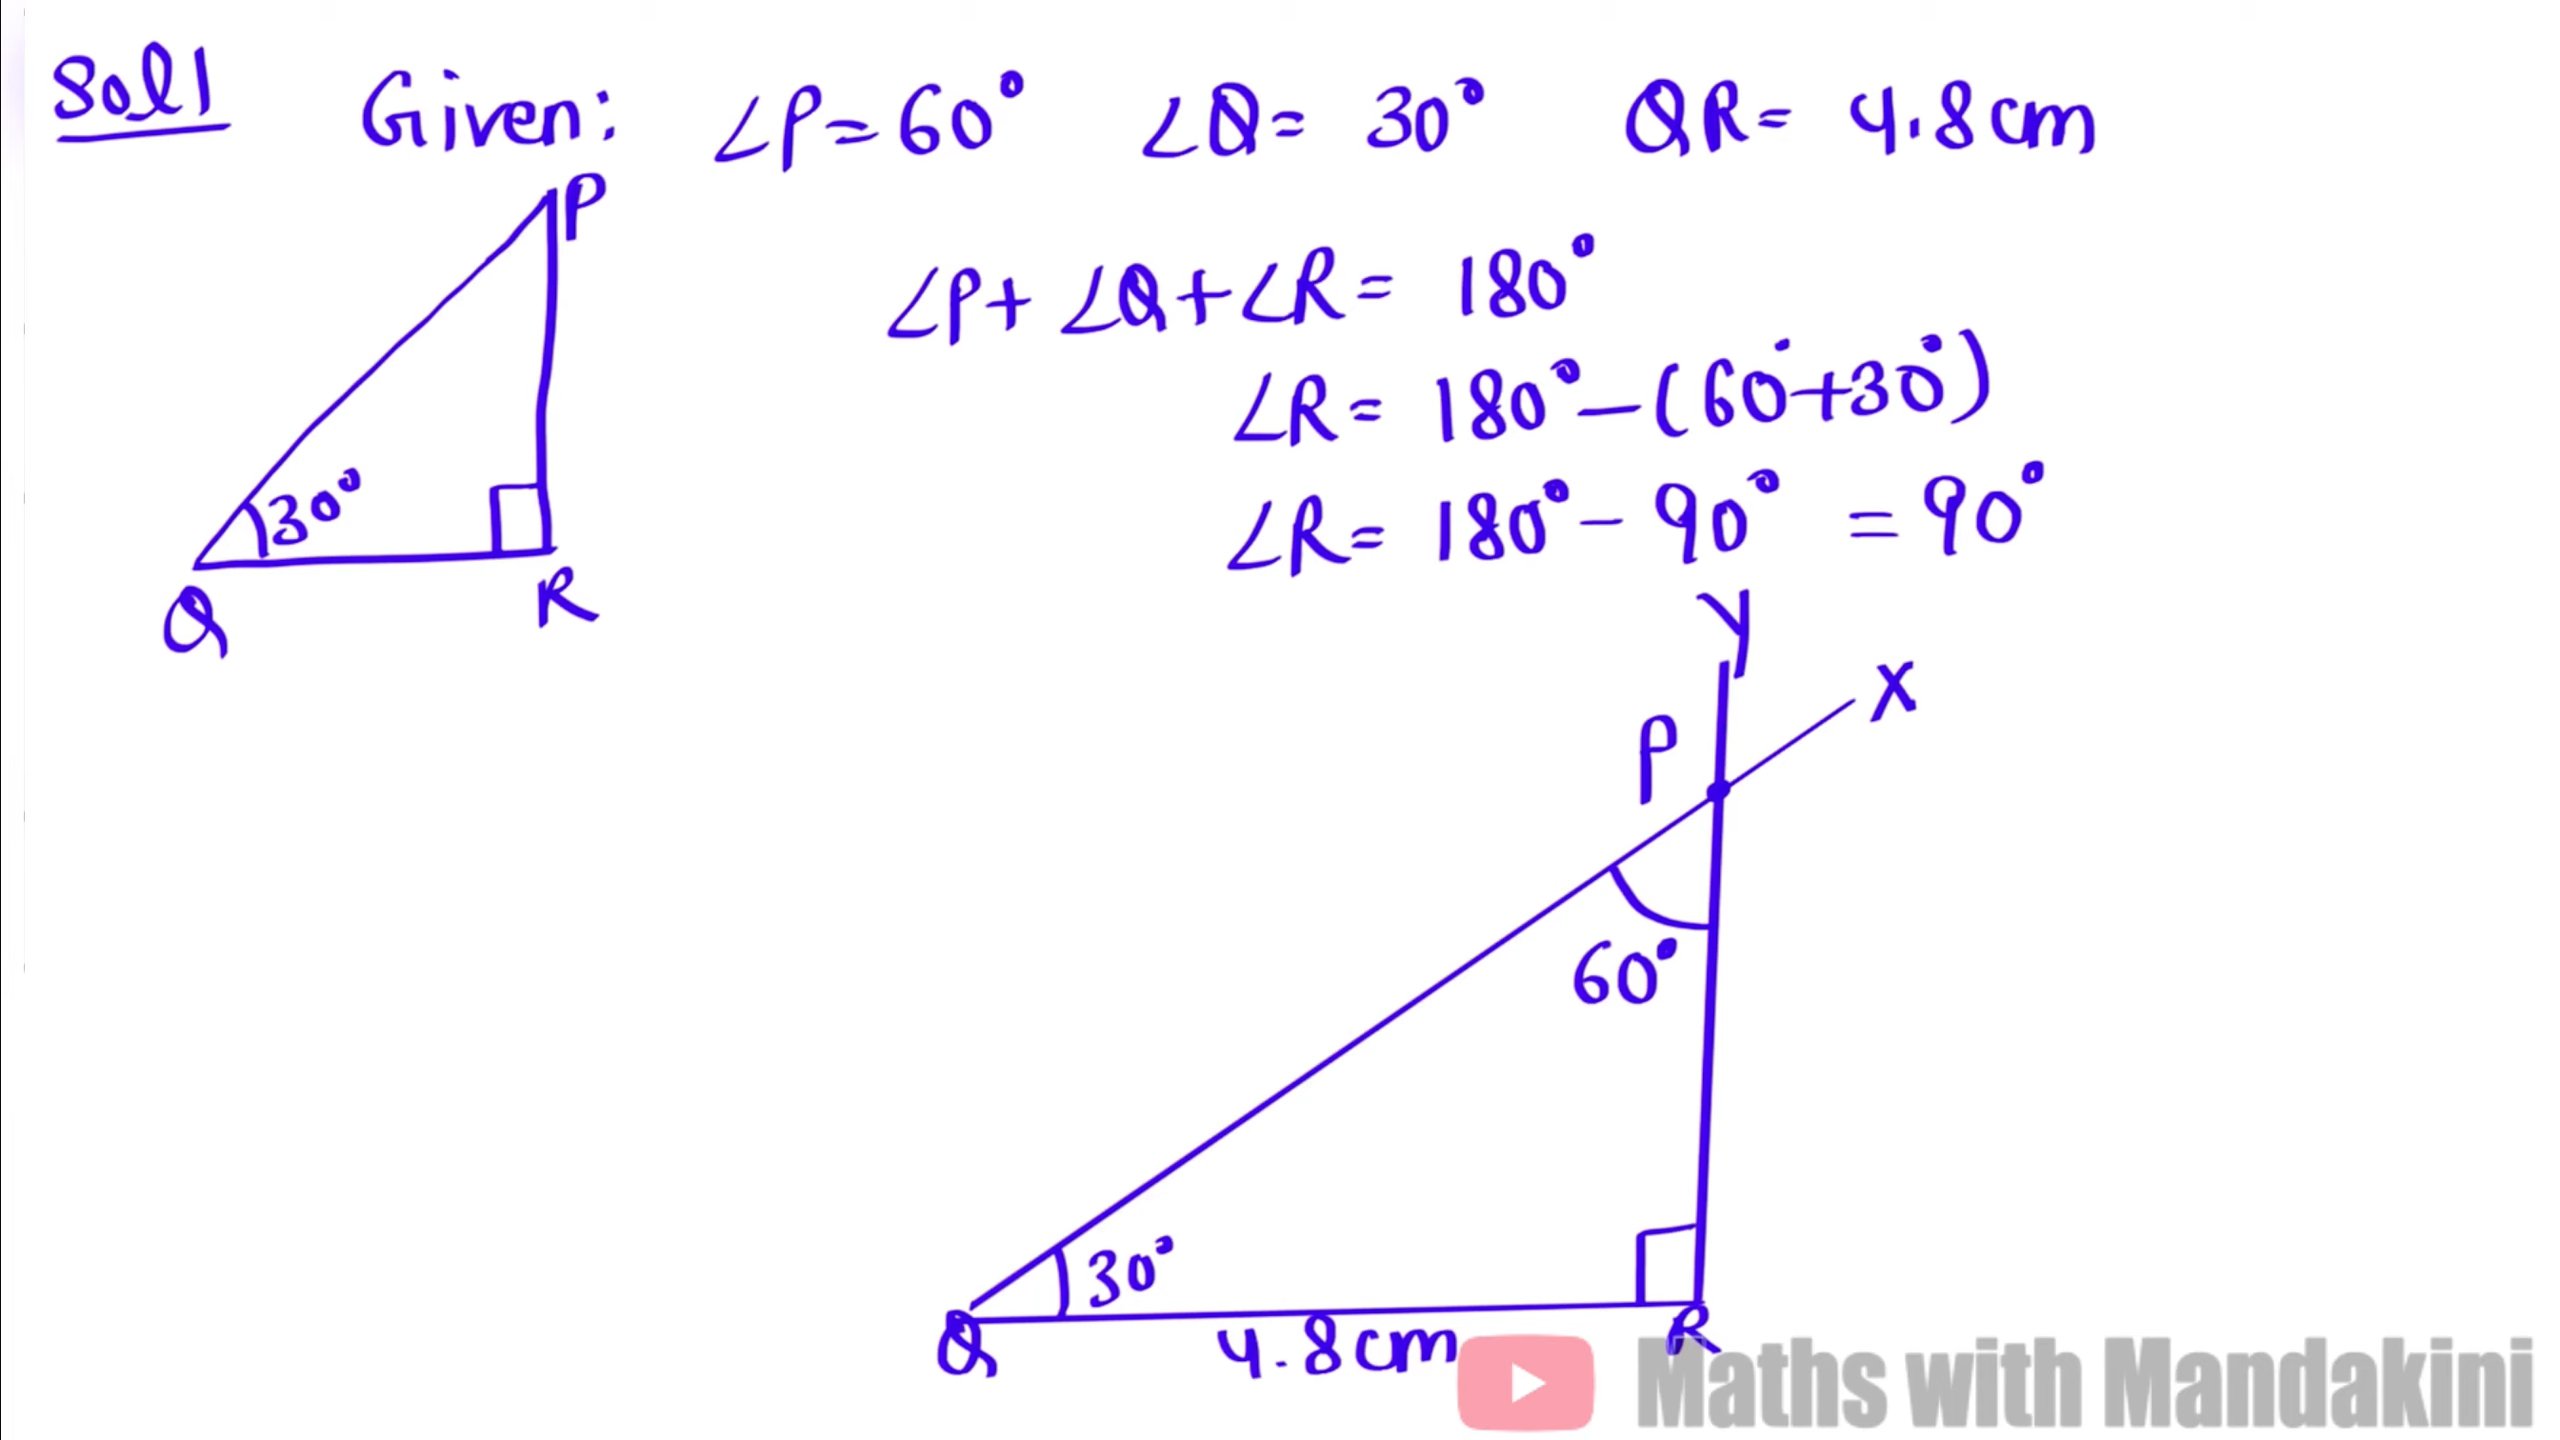 Sol1 Given: ∠P=60° ∠Q= 30° QR= 4.8cm
P
∠P+ ∠Q+∠R= 180°
∠R= 180°-(60°+30°)
30°
∠R= 180°- 90° =90°
Q R
Y
X
P
60°
30°
Q 4.8cm R
Maths with Mandakini